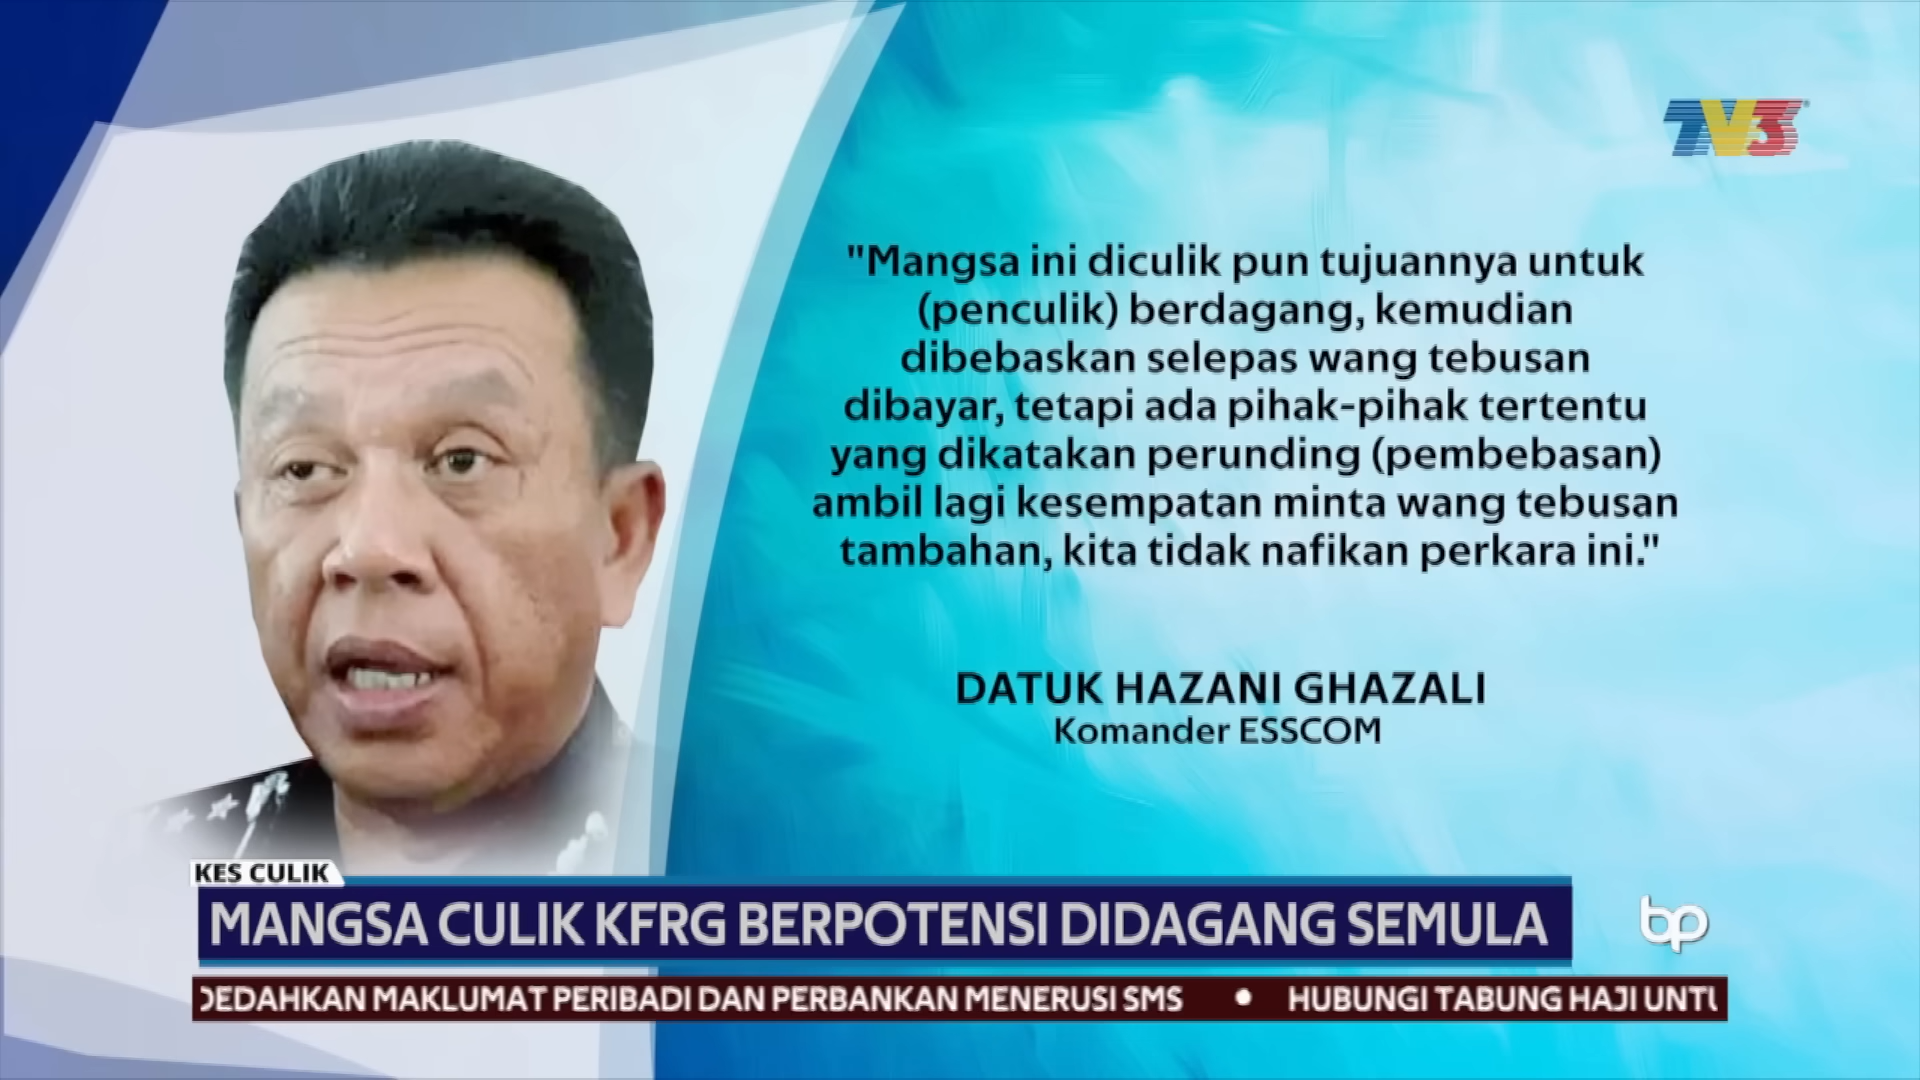 TV3
"Mangsa ini diculik pun tujuannya untuk
(penculik) berdagang, kemudian
dibebaskan selepas wang tebusan
dibayar, tetapi ada pihak-pihak tertentu
yang dikatakan perunding (pembebasan)
ambil lagi kesempatan minta wang tebusan
tambahan, kita tidak nafikan perkara ini."
DATUK HAZANI GHAZALI
Komander ESSCOM
KES CULIK
MANGSA CULIK KFRG BERPOTENSI DIDAGANG SEMULA
bp
DEDAHKAN MAKLUMAT PERIBADI DAN PERBANKAN MENERUSI SMS • HUBUNGI TABUNG HAJI UNTU